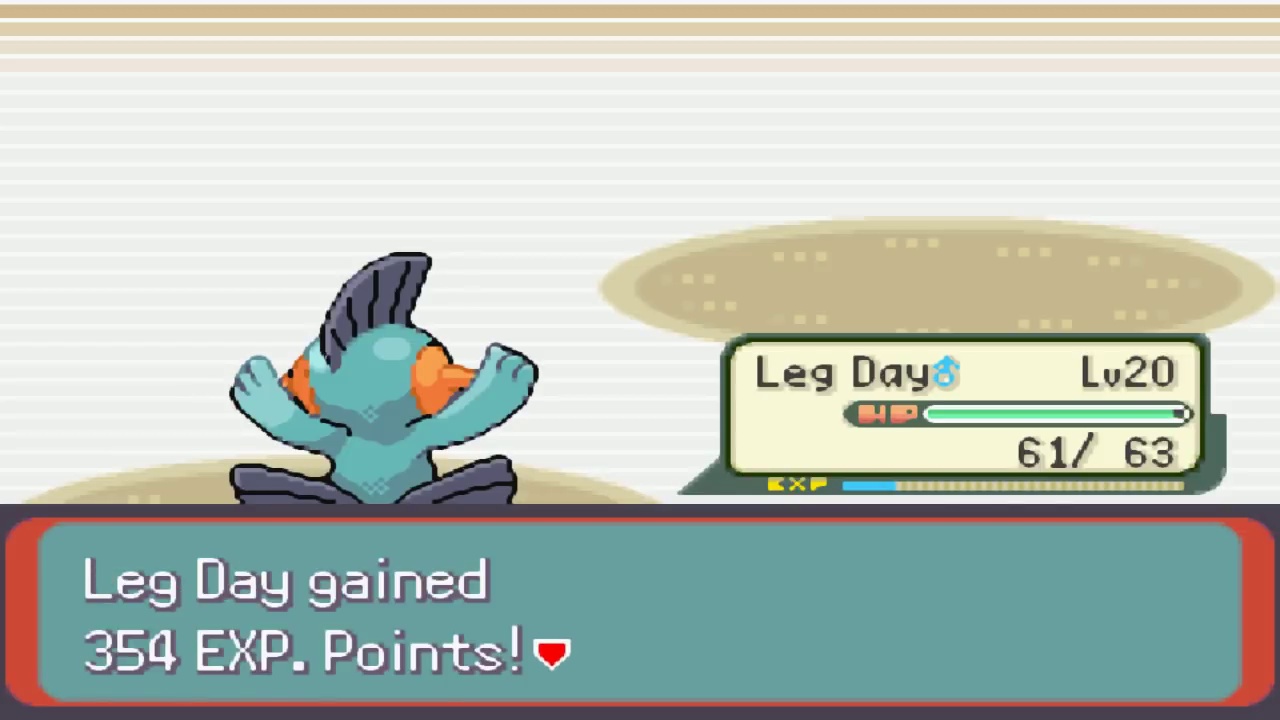 Leg Day♂ Lv20
HP
61/ 63
EXP
Leg Day gained
354 EXP. Points!